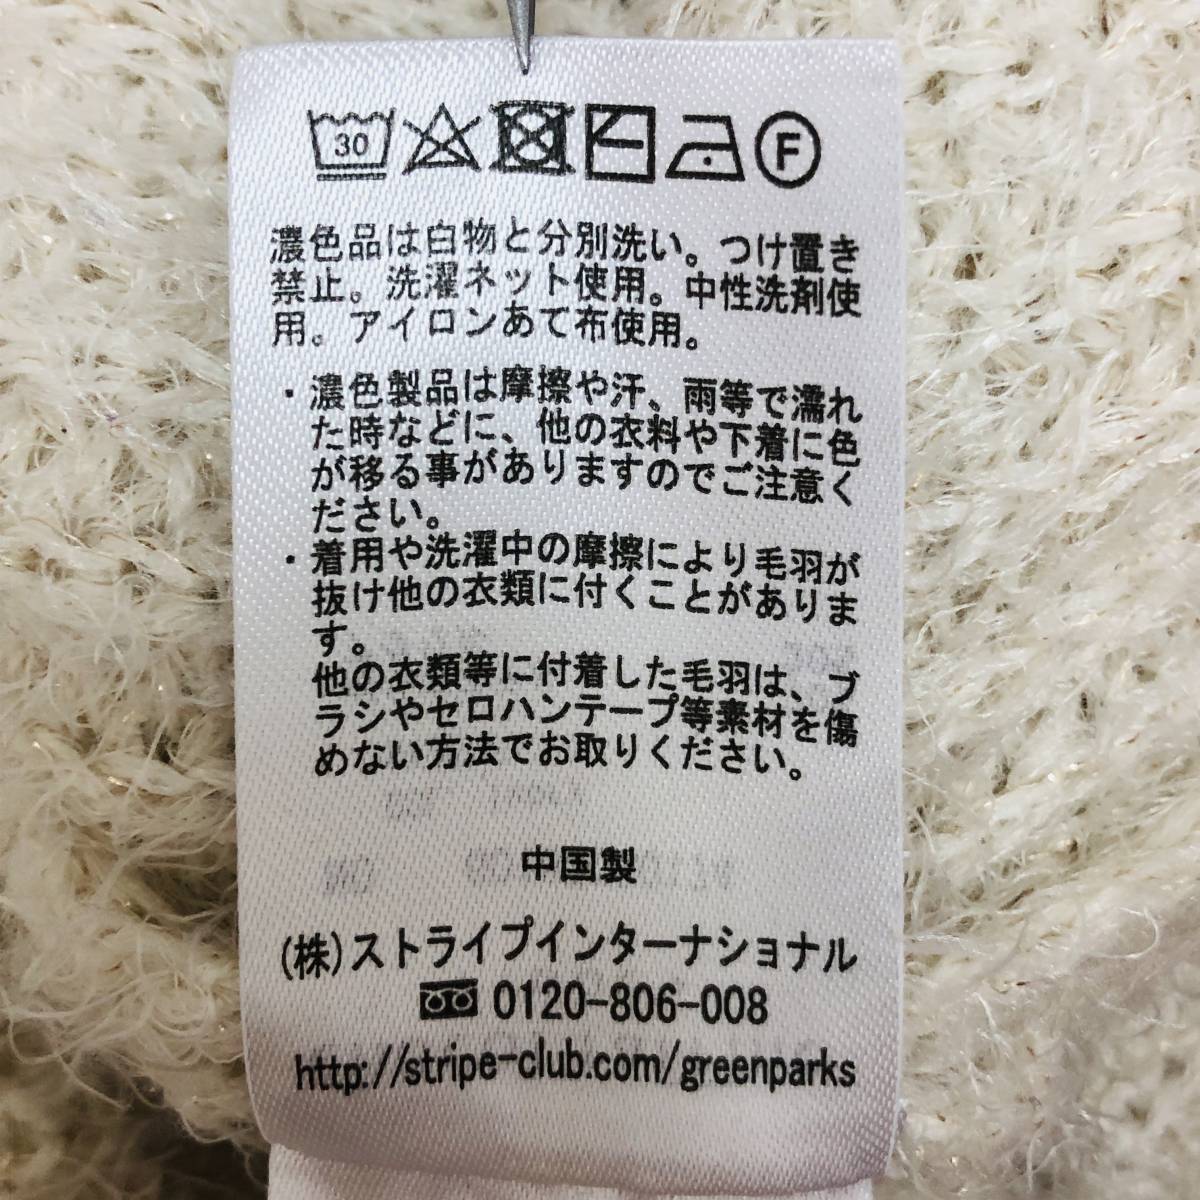 30 F
濃色品は白物と分別洗い。つけ置き
禁止。洗濯ネット使用。中性洗剤使
用。アイロンあて布使用。
・濃色製品は摩擦や汗、雨等で濡れ
た時などに、他の衣料や下着に色
が移る事がありますのでご注意く
ださい。
・着用や洗濯中の摩擦により毛羽が
抜け他の衣類に付くことがありま
す。
他の衣類等に付着した毛羽は、ブ
ラシやセロハンテープ等素材を傷
めない方法でお取りください。
中国製
(株)ストライプインターナショナル
0120-806-008
http://stripe-club.com/greenparks